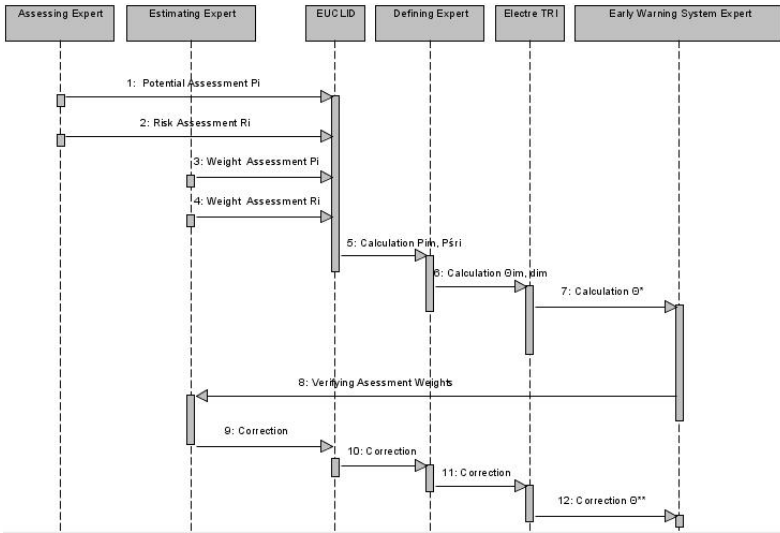 Assessing Expert
Estimating Expert
EUCLID
Defining Expert
Electre TRI
Early Warning System Expert
1: Potential Assessment Pi
2: Risk Assessment Ri
3: Weight Assessment Pi
4: Weight Assessment Ri
5: Calculation Pim, Pśri
6: Calculation Θim, dim
7: Calculation Θ*
8: Verifying Asessment Weights
9: Correction
10: Correction
11: Correction
12: Correction Θ**